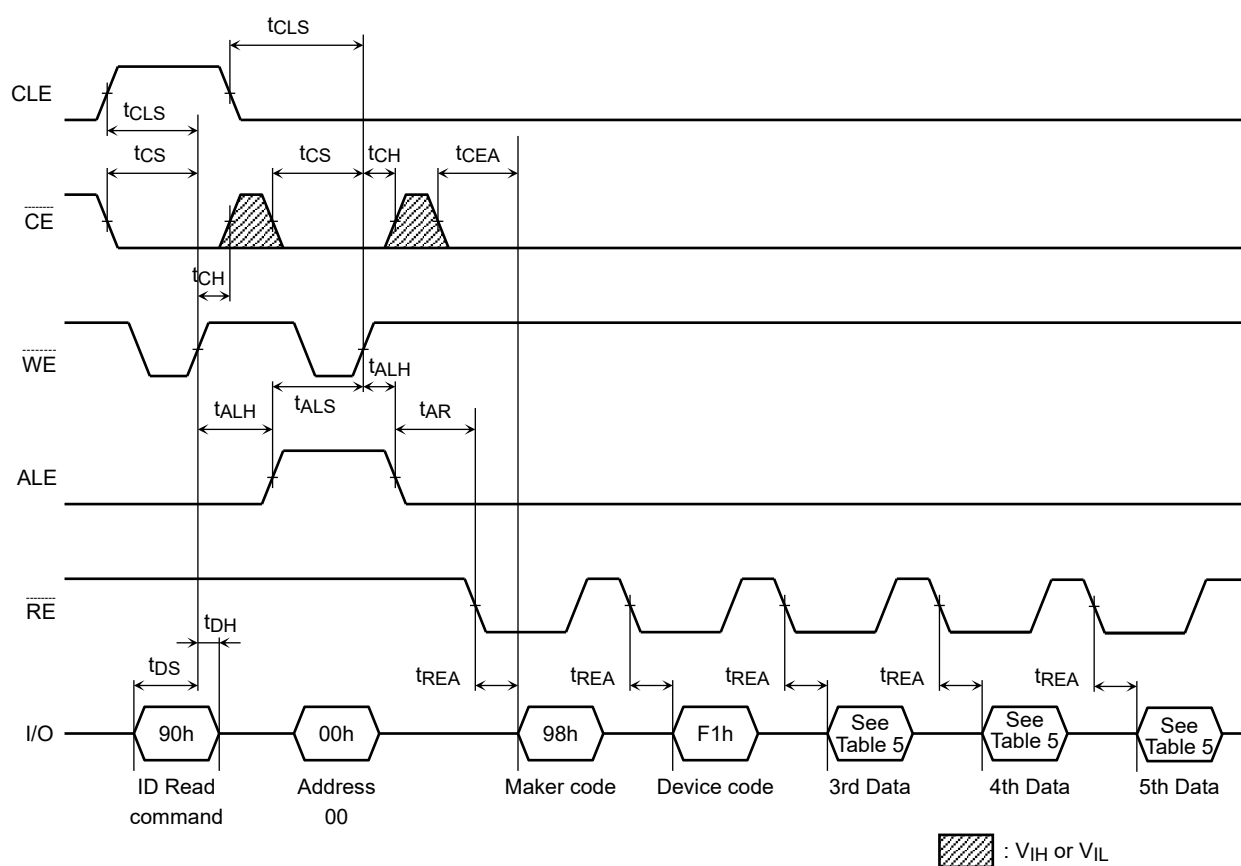 tCLS
CLE
tCLS
tCS
tCS
tCH
tCEA
CE
tCH
WE
tALH
tALH
tALS
tAR
ALE
RE
tDH
tDS
tREA
tREA
tREA
tREA
tREA
I/O
90h
00h
98h
F1h
See
Table 5
See
Table 5
See
Table 5
ID Read
command
Address
00
Maker code
Device code
3rd Data
4th Data
5th Data
: VIH or VIL